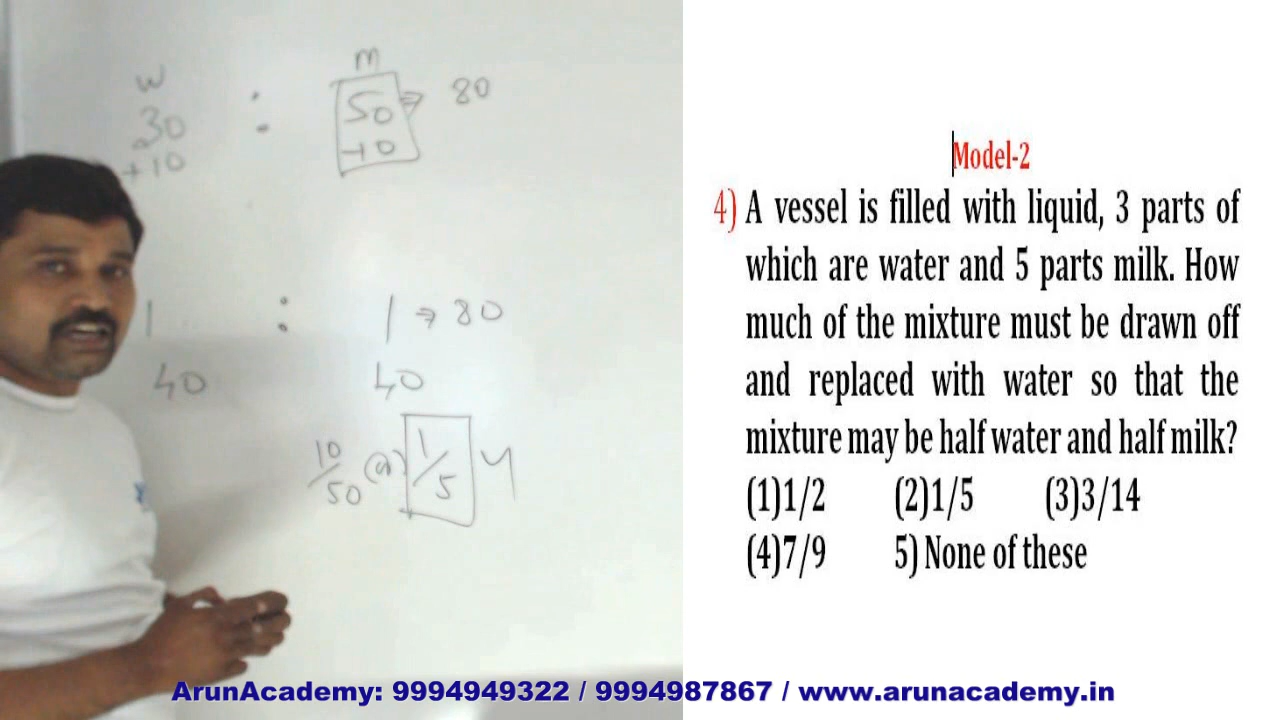 W : M
30 50 ⇒ 80
+10 -10
1 : 1 ⇒ 80
40 40
10/50 (a) 1/5
Model-2
4) A vessel is filled with liquid, 3 parts of
which are water and 5 parts milk. How
much of the mixture must be drawn off
and replaced with water so that the
mixture may be half water and half milk?
(1)1/2 (2)1/5 (3)3/14
(4)7/9 5) None of these
ArunAcademy: 9994949322 / 9994987867 / www.arunacademy.in